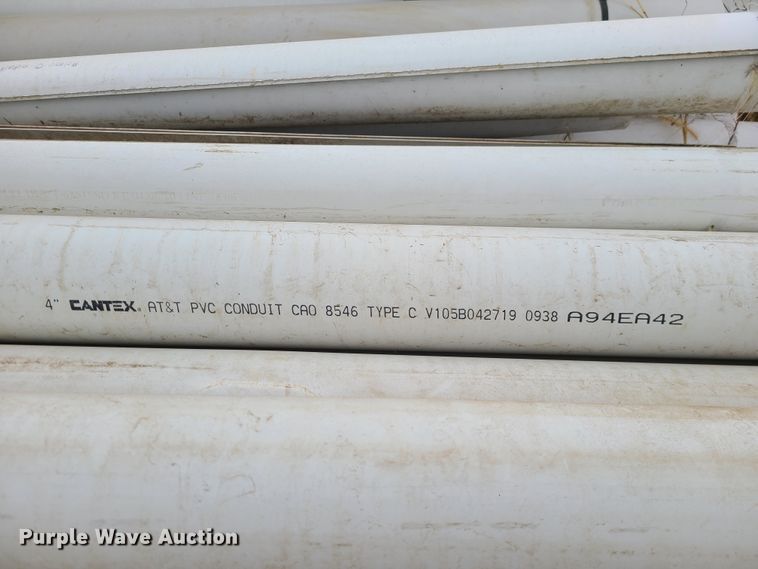 4" CANTEX. AT&T PVC CONDUIT CAO 8546 TYPE C V105B042719 0938 A94EA42
Purple Wave Auction